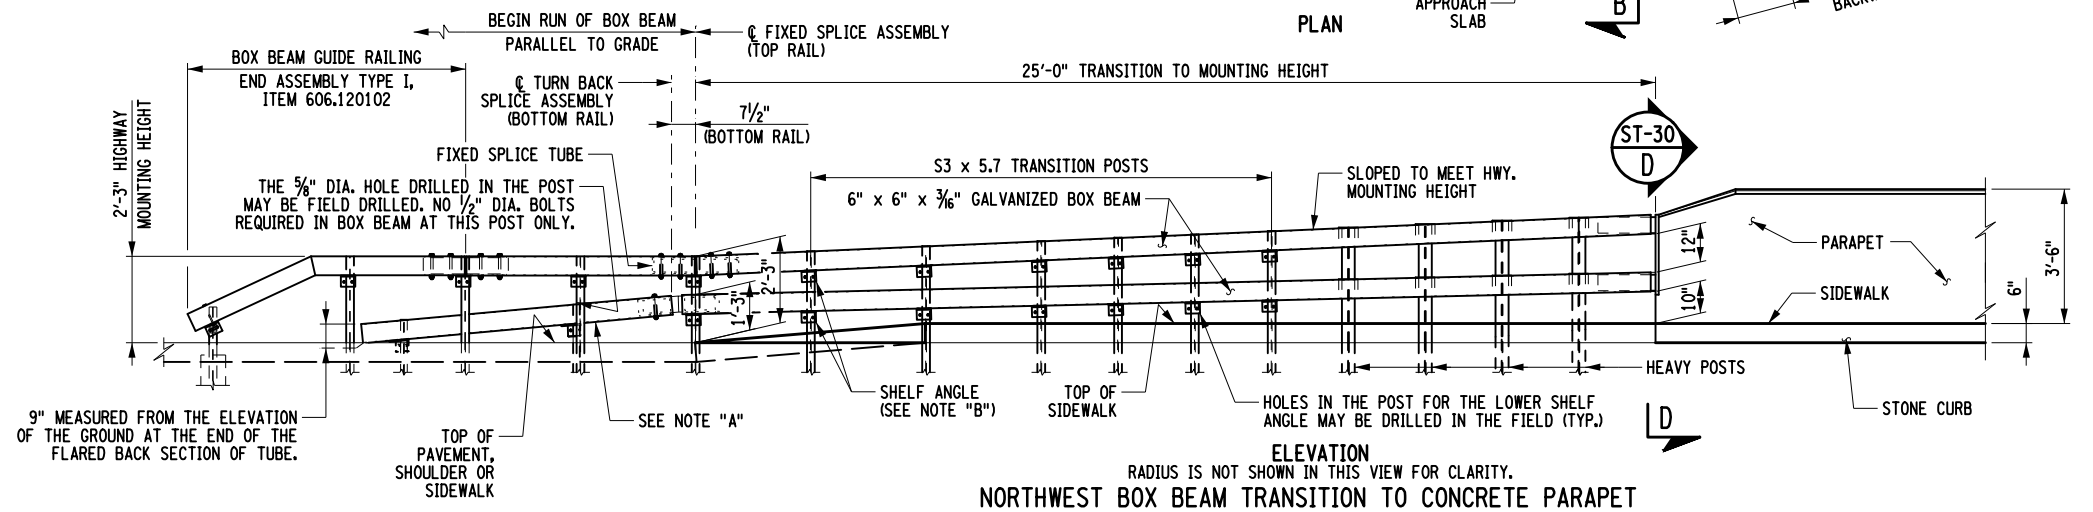 PLAN
APPROACH
SLAB
B
BEGIN RUN OF BOX BEAM
PARALLEL TO GRADE
℄ FIXED SPLICE ASSEMBLY
(TOP RAIL)
BOX BEAM GUIDE RAILING
END ASSEMBLY TYPE I,
ITEM 606.120102
℄ TURN BACK
SPLICE ASSEMBLY
(BOTTOM RAIL)
7½"
(BOTTOM RAIL)
25'-0" TRANSITION TO MOUNTING HEIGHT
2'-3" HIGHWAY
MOUNTING HEIGHT
FIXED SPLICE TUBE
THE ⅝" DIA. HOLE DRILLED IN THE POST
MAY BE FIELD DRILLED. NO ½" DIA. BOLTS
REQUIRED IN BOX BEAM AT THIS POST ONLY.
S3 x 5.7 TRANSITION POSTS
6" x 6" x 3/16" GALVANIZED BOX BEAM
SLOPED TO MEET HWY.
MOUNTING HEIGHT
ST-30
D
2'-3"
1'-3"
12"
10"
PARAPET
SIDEWALK
3'-6"
6"
HEAVY POSTS
STONE CURB
9" MEASURED FROM THE ELEVATION
OF THE GROUND AT THE END OF THE
FLARED BACK SECTION OF TUBE.
TOP OF
PAVEMENT,
SHOULDER OR
SIDEWALK
SEE NOTE "A"
SHELF ANGLE
(SEE NOTE "B")
TOP OF
SIDEWALK
HOLES IN THE POST FOR THE LOWER SHELF
ANGLE MAY BE DRILLED IN THE FIELD (TYP.)
D
ELEVATION
RADIUS IS NOT SHOWN IN THIS VIEW FOR CLARITY.
NORTHWEST BOX BEAM TRANSITION TO CONCRETE PARAPET